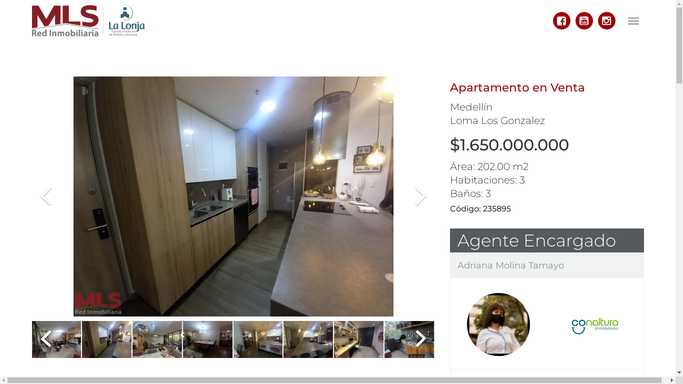 MLS
Red Inmobiliaria
La Lonja
Apartamento en Venta
Medellín
Loma Los Gonzalez
$1.650.000.000
Área: 202.00 m2
Habitaciones: 3
Baños: 3
Código: 235895
Agente Encargado
Adriana Molina Tamayo
conaltura
MLS
Red Inmobiliaria